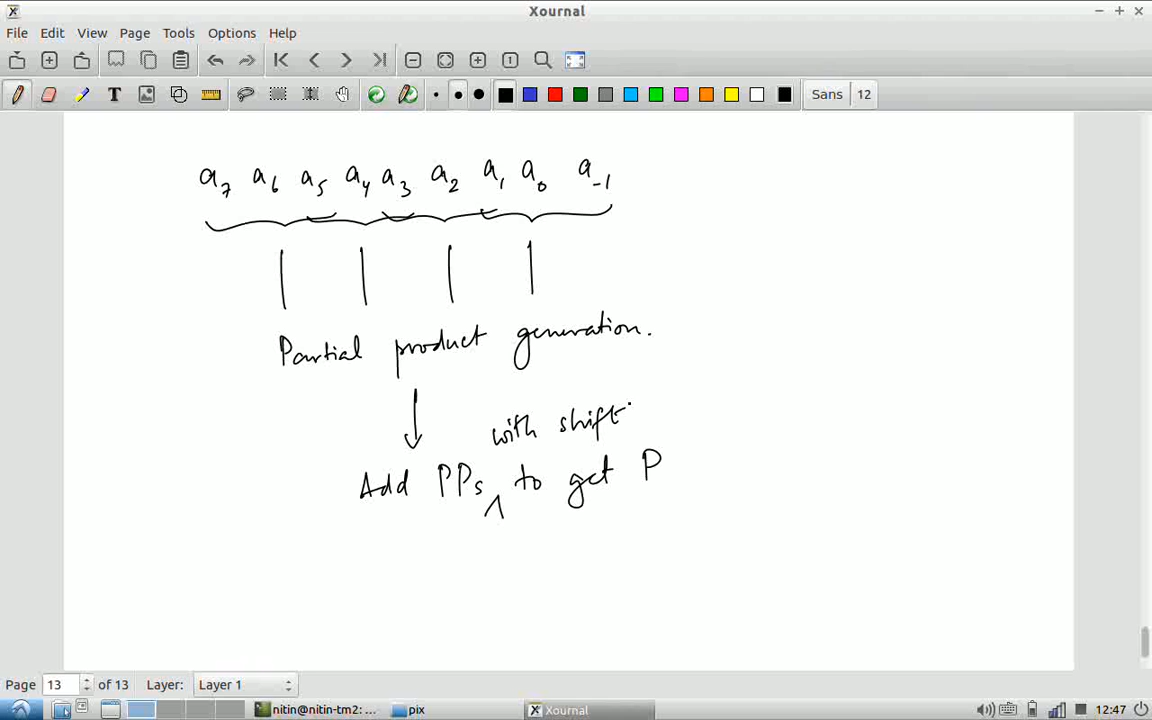 Xournal
File Edit View Page Tools Options Help
Sans 12
a₇ a₆ a₅ a₄ a₃ a₂ a₁ a₀ a₋₁
Partial product generation.
with shift
Add PPs ^ to get P
Page 13 of 13 Layer: Layer 1
nitin@nitin-tm2: ... pix Xournal 12:47